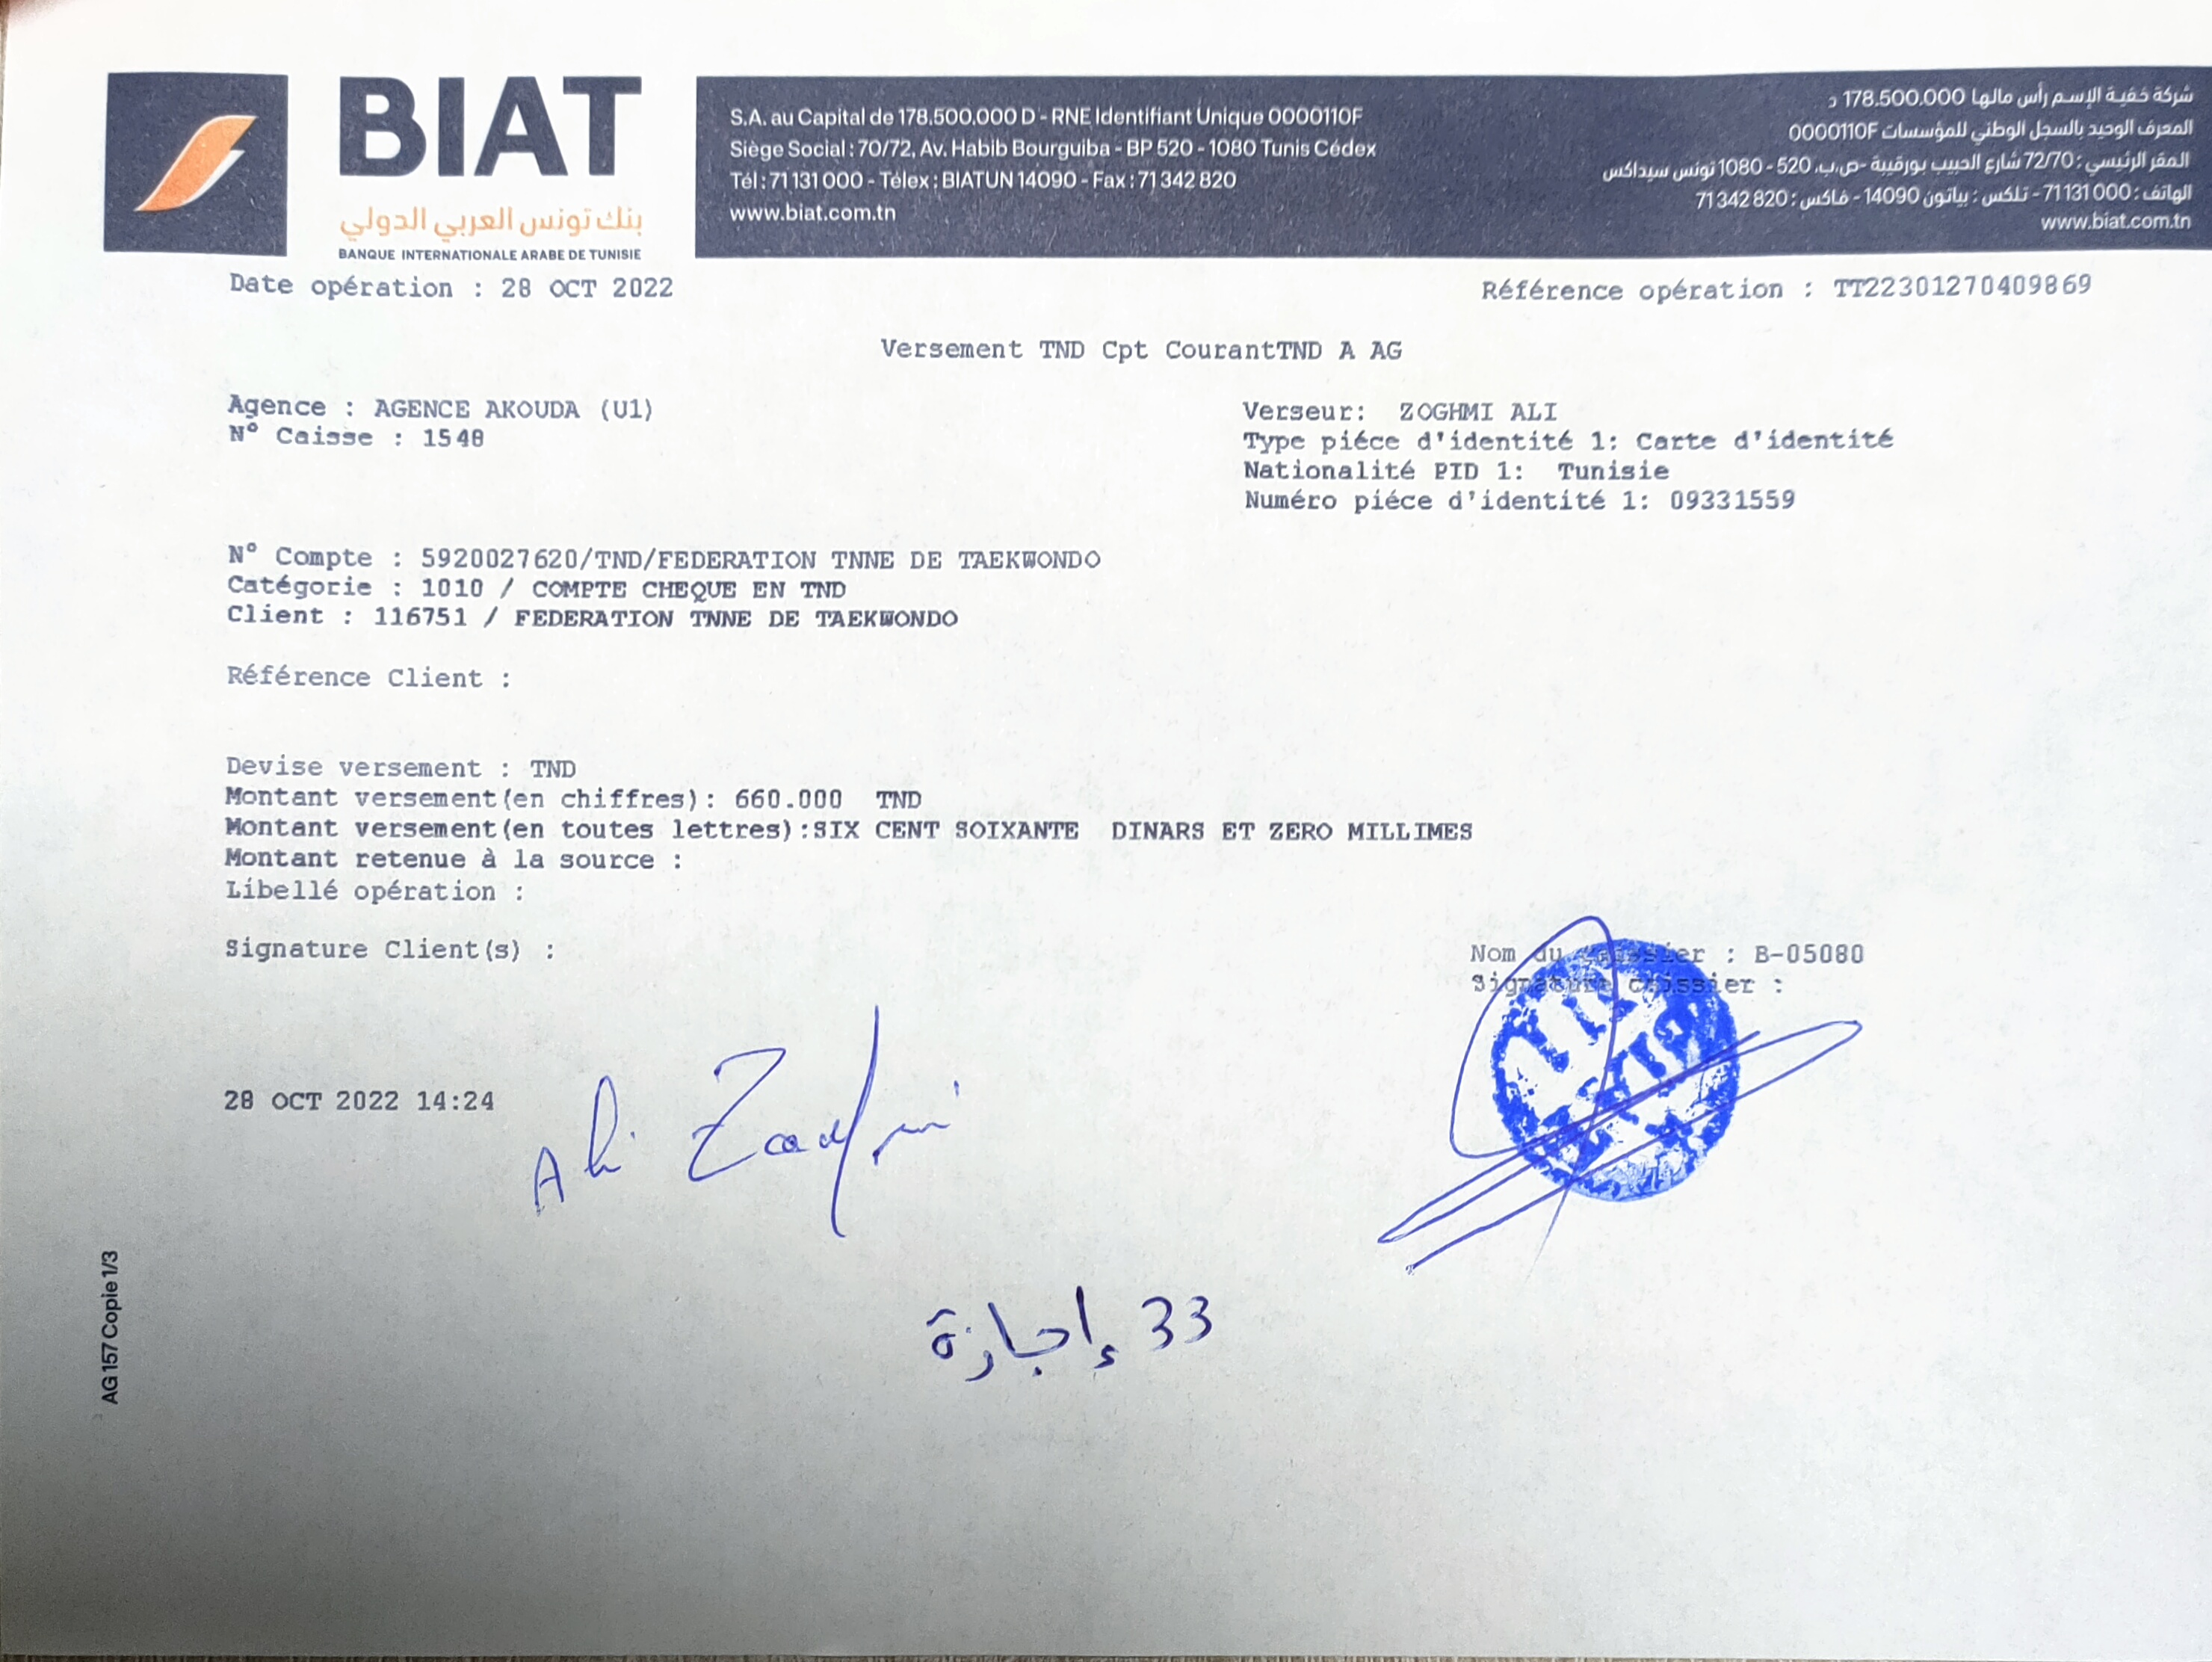 BIAT
بنك تونس العربي الدولي
BANQUE INTERNATIONALE ARABE DE TUNISIE
S.A. au Capital de 178.500.000 D - RNE Identifiant Unique 0000110F
Siège Social : 70/72, Av. Habib Bourguiba - BP 520 - 1080 Tunis Cédex
Tél : 71 131 000 - Télex : BIATUN 14090 - Fax : 71 342 820
www.biat.com.tn
شركة خفية الإسم رأس مالها 178.500.000 د
المعرف الوحيد بالسجل الوطني للمؤسسات 0000110F
المقر الرئيسي : 72/70 شارع الحبيب بورقيبة -ص.ب. 520 - 1080 تونس سيداكس
الهاتف : 71 131 000 - تلكس : بياتون 14090 - فاكس : 71 342 820
www.biat.com.tn
Date opération : 28 OCT 2022
Référence opération : TT22301270409869
Versement TND Cpt CourantTND A AG
Agence : AGENCE AKOUDA (U1)
N° Caisse : 1548
Verseur: ZOGHMI ALI
Type piéce d'identité 1: Carte d'identité
Nationalité PID 1: Tunisie
Numéro piéce d'identité 1: 09331559
N° Compte : 5920027620/TND/FEDERATION TNNE DE TAEKWONDO
Catégorie : 1010 / COMPTE CHEQUE EN TND
Client : 116751 / FEDERATION TNNE DE TAEKWONDO
Référence Client :
Devise versement : TND
Montant versement(en chiffres): 660.000 TND
Montant versement(en toutes lettres):SIX CENT SOIXANTE DINARS ET ZERO MILLIMES
Montant retenue à la source :
Libellé opération :
Signature Client(s) :
Nom du caissier : B-05080
Signature caissier :
28 OCT 2022 14:24
Ali
33 إجازة
AG 157 Copie 1/3